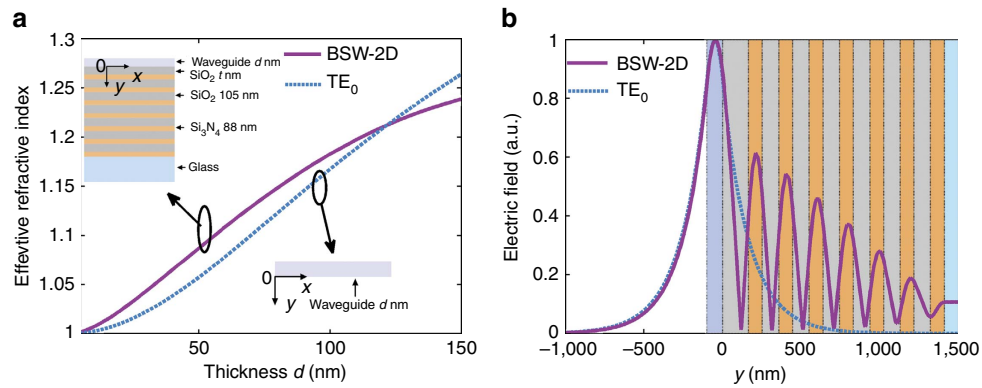 a
1.3
1.25
1.2
1.15
1.1
1.05
1
Effevtive refractive index
50
100
150
Thickness d (nm)
BSW-2D
TE₀
0
x
y
Waveguide d nm
SiO₂ t nm
SiO₂ 105 nm
Si₃N₄ 88 nm
Glass
0
x
y
Waveguide d nm
b
1
0.8
0.6
0.4
0.2
0
Electric field (a.u.)
–1,000
–500
0
500
1,000
1,500
y (nm)
BSW-2D
TE₀